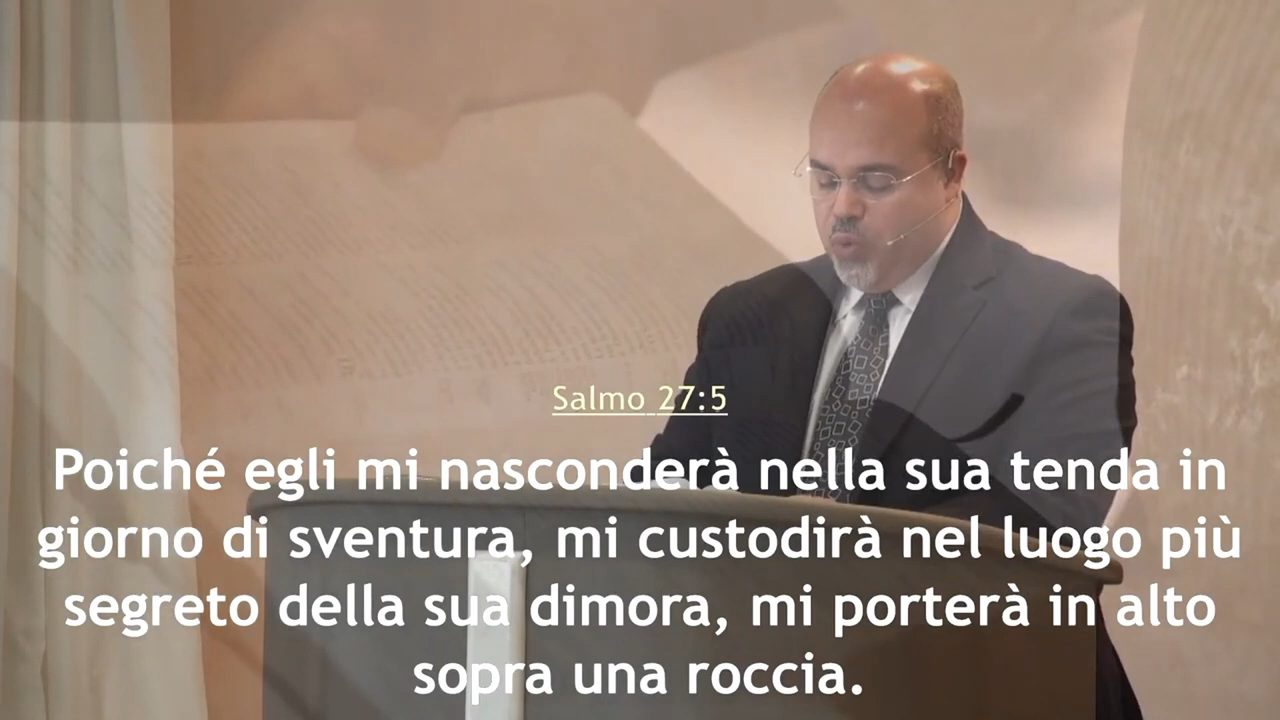 Salmo 27:5
Poiché egli mi nasconderà nella sua tenda in
giorno di sventura, mi custodirà nel luogo più
segreto della sua dimora, mi porterà in alto
sopra una roccia.